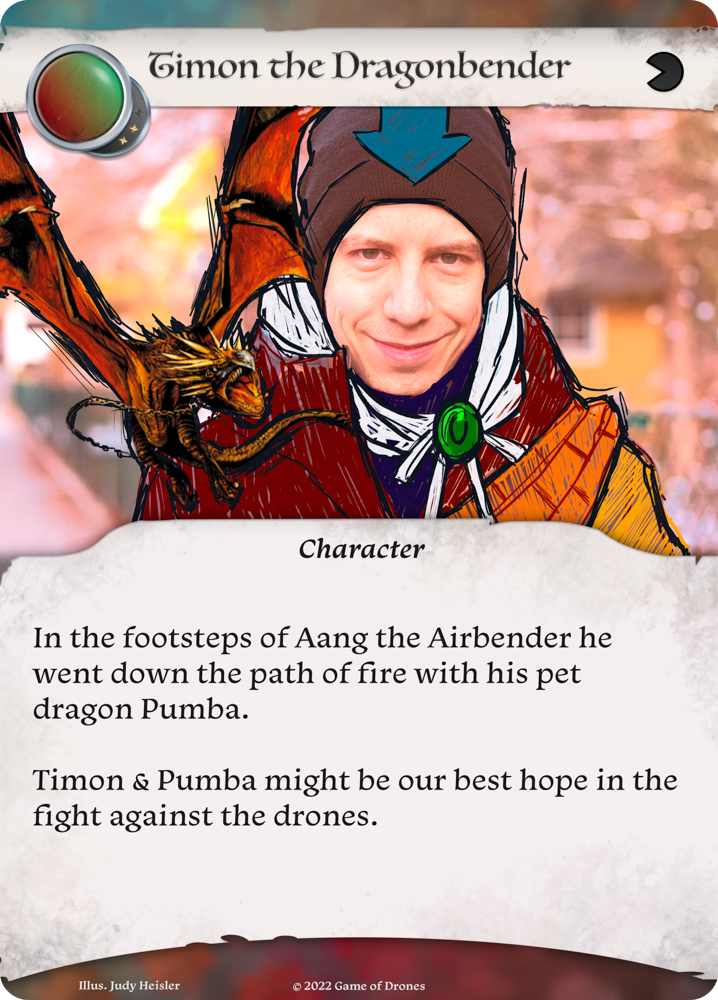 Timon the Dragonbender
Character
In the footsteps of Aang the Airbender he
went down the path of fire with his pet
dragon Pumba.
Timon & Pumba might be our best hope in the
fight against the drones.
Illus. Judy Heisler
© 2022 Game of Drones